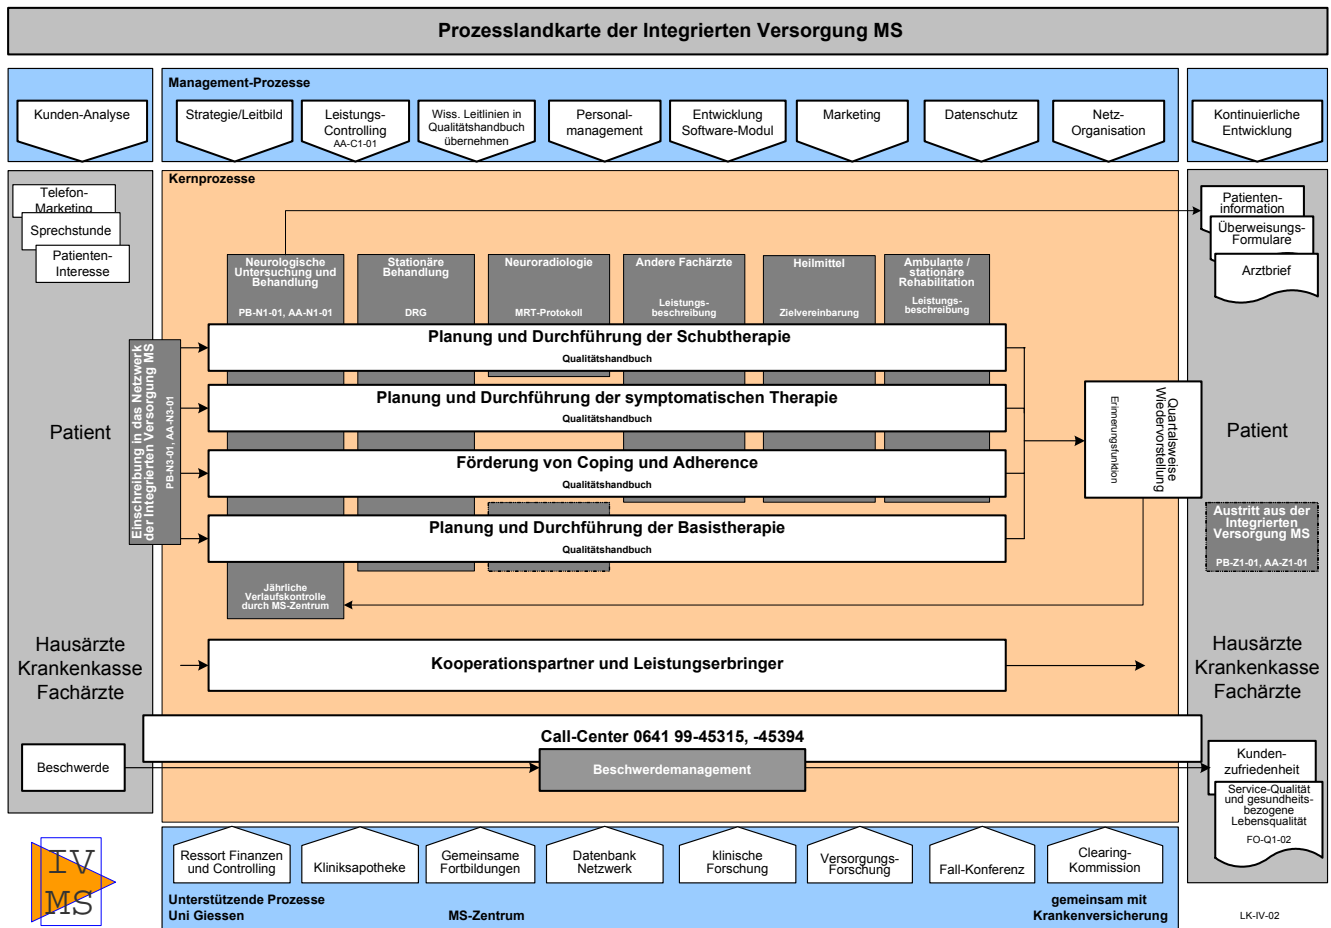 Prozesslandkarte der Integrierten Versorgung MS
Management-Prozesse
Kunden-Analyse
Strategie/Leitbild
Leistungs-
Controlling
AA-C1-01
Wiss. Leitlinien in
Qualitätshandbuch
übernehmen
Personal-
management
Entwicklung
Software-Modul
Marketing
Datenschutz
Netz-
Organisation
Kontinuierliche
Entwicklung
Kernprozesse
Telefon-
Marketing
Sprechstunde
Patienten-
Interesse
Patienten-
information
Überweisungs-
Formulare
Arztbrief
Neurologische
Untersuchung und
Behandlung
PB-N1-01, AA-N1-01
Stationäre
Behandlung
DRG
Neuroradiologie
MRT-Protokoll
Andere Fachärzte
Leistungs-
beschreibung
Heilmittel
Zielvereinbarung
Ambulante /
stationäre
Rehabilitation
Leistungs-
beschreibung
Planung und Durchführung der Schubtherapie
Qualitätshandbuch
Planung und Durchführung der symptomatischen Therapie
Qualitätshandbuch
Förderung von Coping und Adherence
Qualitätshandbuch
Planung und Durchführung der Basistherapie
Qualitätshandbuch
Patient
Einschreibung in das Netzwerk
der Integrierten Versorgung MS
PB-N3-01, AA-N3-01
Quartalsweise
Wiedervorstellung
Erinnerungsfunktion
Patient
Austritt aus der
Integrierten
Versorgung MS
PB-Z1-01, AA-Z1-01
Jährliche
Verlaufskontrolle
durch MS-Zentrum
Hausärzte
Krankenkasse
Fachärzte
Kooperationspartner und Leistungserbringer
Hausärzte
Krankenkasse
Fachärzte
Call-Center 0641 99-45315, -45394
Beschwerde
Beschwerdemanagement
Kunden-
zufriedenheit
Service-Qualität
und gesundheits-
bezogene
Lebensqualität
FO-Q1-02
IV
MS
Ressort Finanzen
und Controlling
Kliniksapotheke
Gemeinsame
Fortbildungen
Datenbank
Netzwerk
klinische
Forschung
Versorgungs-
Forschung
Fall-Konferenz
Clearing-
Kommission
Unterstützende Prozesse
Uni Giessen
MS-Zentrum
gemeinsam mit
Krankenversicherung
LK-IV-02